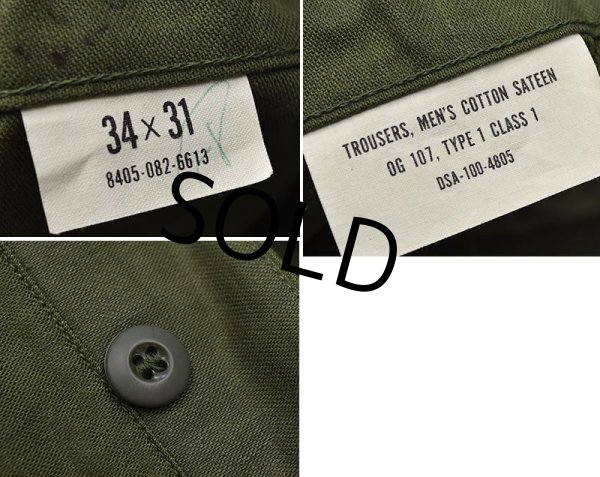 34 x 31
8405-082-6613
TROUSERS, MEN'S COTTON SATEEN
OG 107, TYPE 1 CLASS 1
DSA-100-4805
SOLD